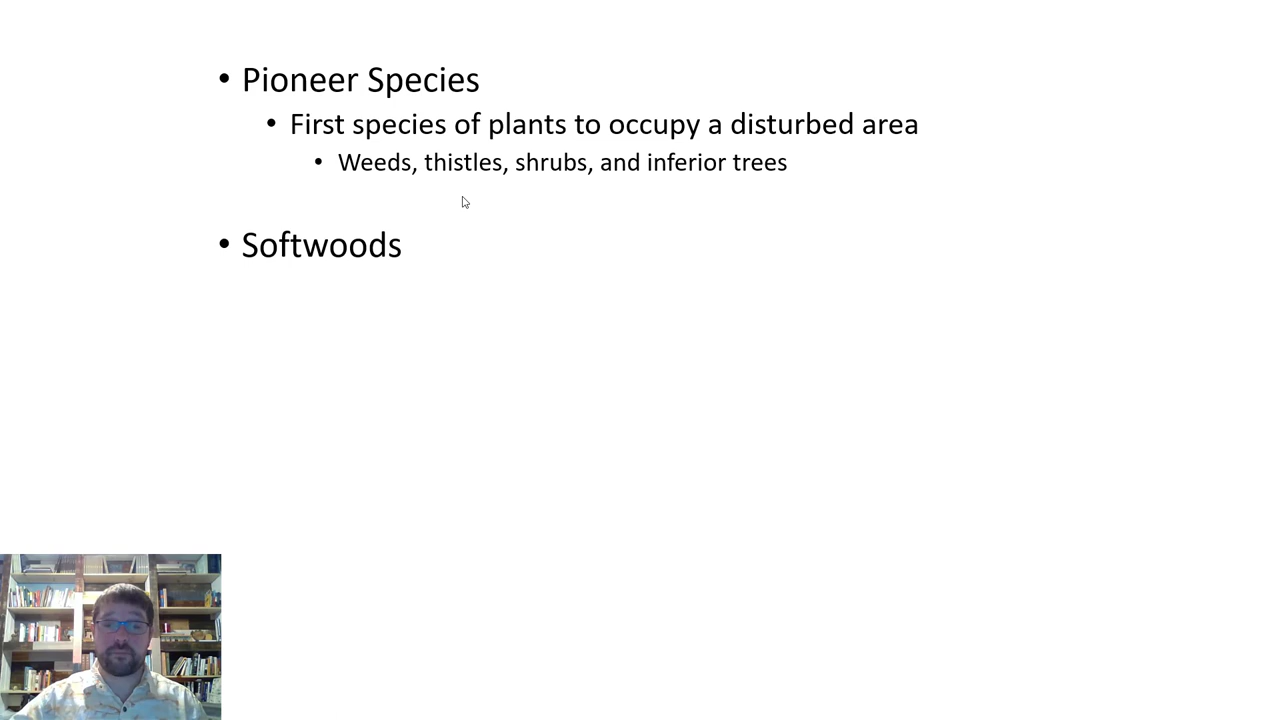 • Pioneer Species
• First species of plants to occupy a disturbed area
• Weeds, thistles, shrubs, and inferior trees
• Softwoods